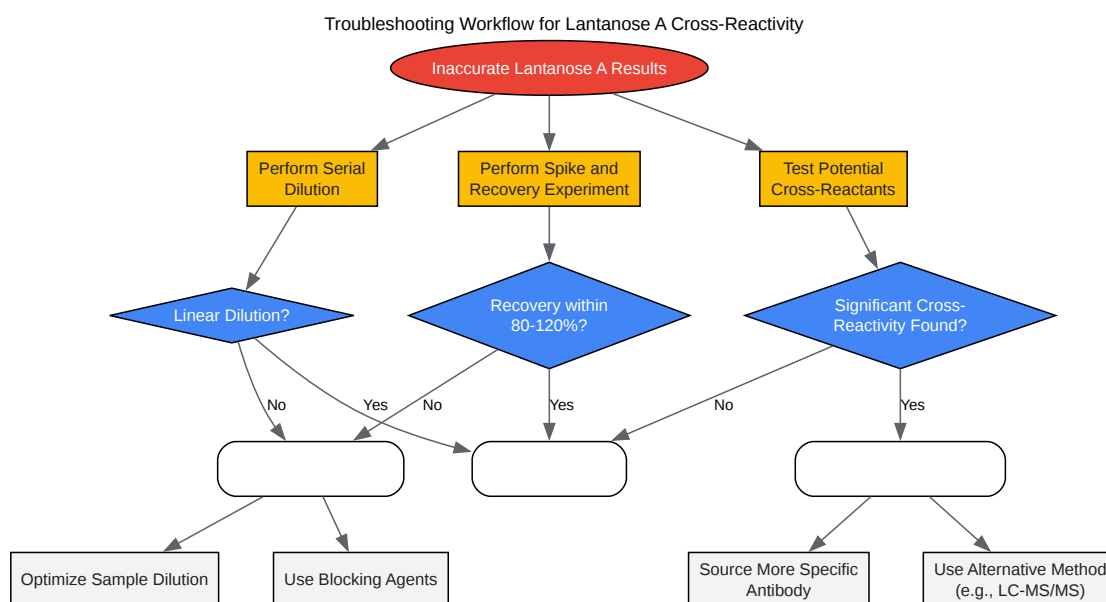 Troubleshooting Workflow for Lantanose A Cross-Reactivity
Inaccurate Lantanose A Results
Perform Serial
Dilution
Perform Spike and
Recovery Experiment
Test Potential
Cross-Reactants
Linear Dilution?
Recovery within
80-120%?
Significant Cross-
Reactivity Found?
No
Yes
No
Yes
No
Yes
Optimize Sample Dilution
Use Blocking Agents
Source More Specific
Antibody
Use Alternative Method
(e.g., LC-MS/MS)